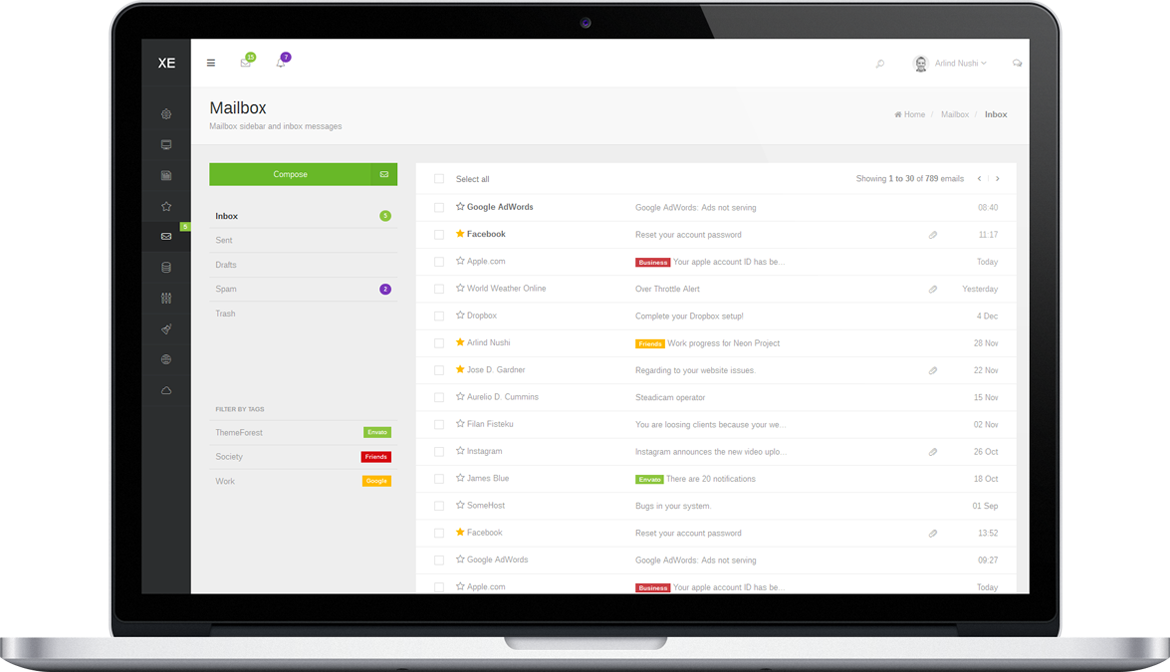 XE
15
7
Arlind Nushi
Mailbox
Mailbox sidebar and inbox messages
Home / Mailbox / Inbox
5
Compose
Inbox
Sent
Drafts
Spam 2
Trash
FILTER BY TAGS
ThemeForest Envato
Society Friends
Work Google
Select all Showing 1 to 30 of 789 emails
Google AdWords Google AdWords: Ads not serving 08:40
Facebook Reset your account password 11:17
Apple.com Business Your apple account ID has be... Today
World Weather Online Over Throttle Alert Yesterday
Dropbox Complete your Dropbox setup! 4 Dec
Arlind Nushi Friends Work progress for Neon Project 28 Nov
Jose D. Gardner Regarding to your website issues. 22 Nov
Aurelio D. Cummins Steadicam operator 15 Nov
Filan Fisteku You are loosing clients because your we... 02 Nov
Instagram Instagram announces the new video uplo... 26 Oct
James Blue Envato There are 20 notifications 18 Oct
SomeHost Bugs in your system. 01 Sep
Facebook Reset your account password 13:52
Google AdWords Google AdWords: Ads not serving 09:27
Apple.com Business Your apple account ID has be... Today